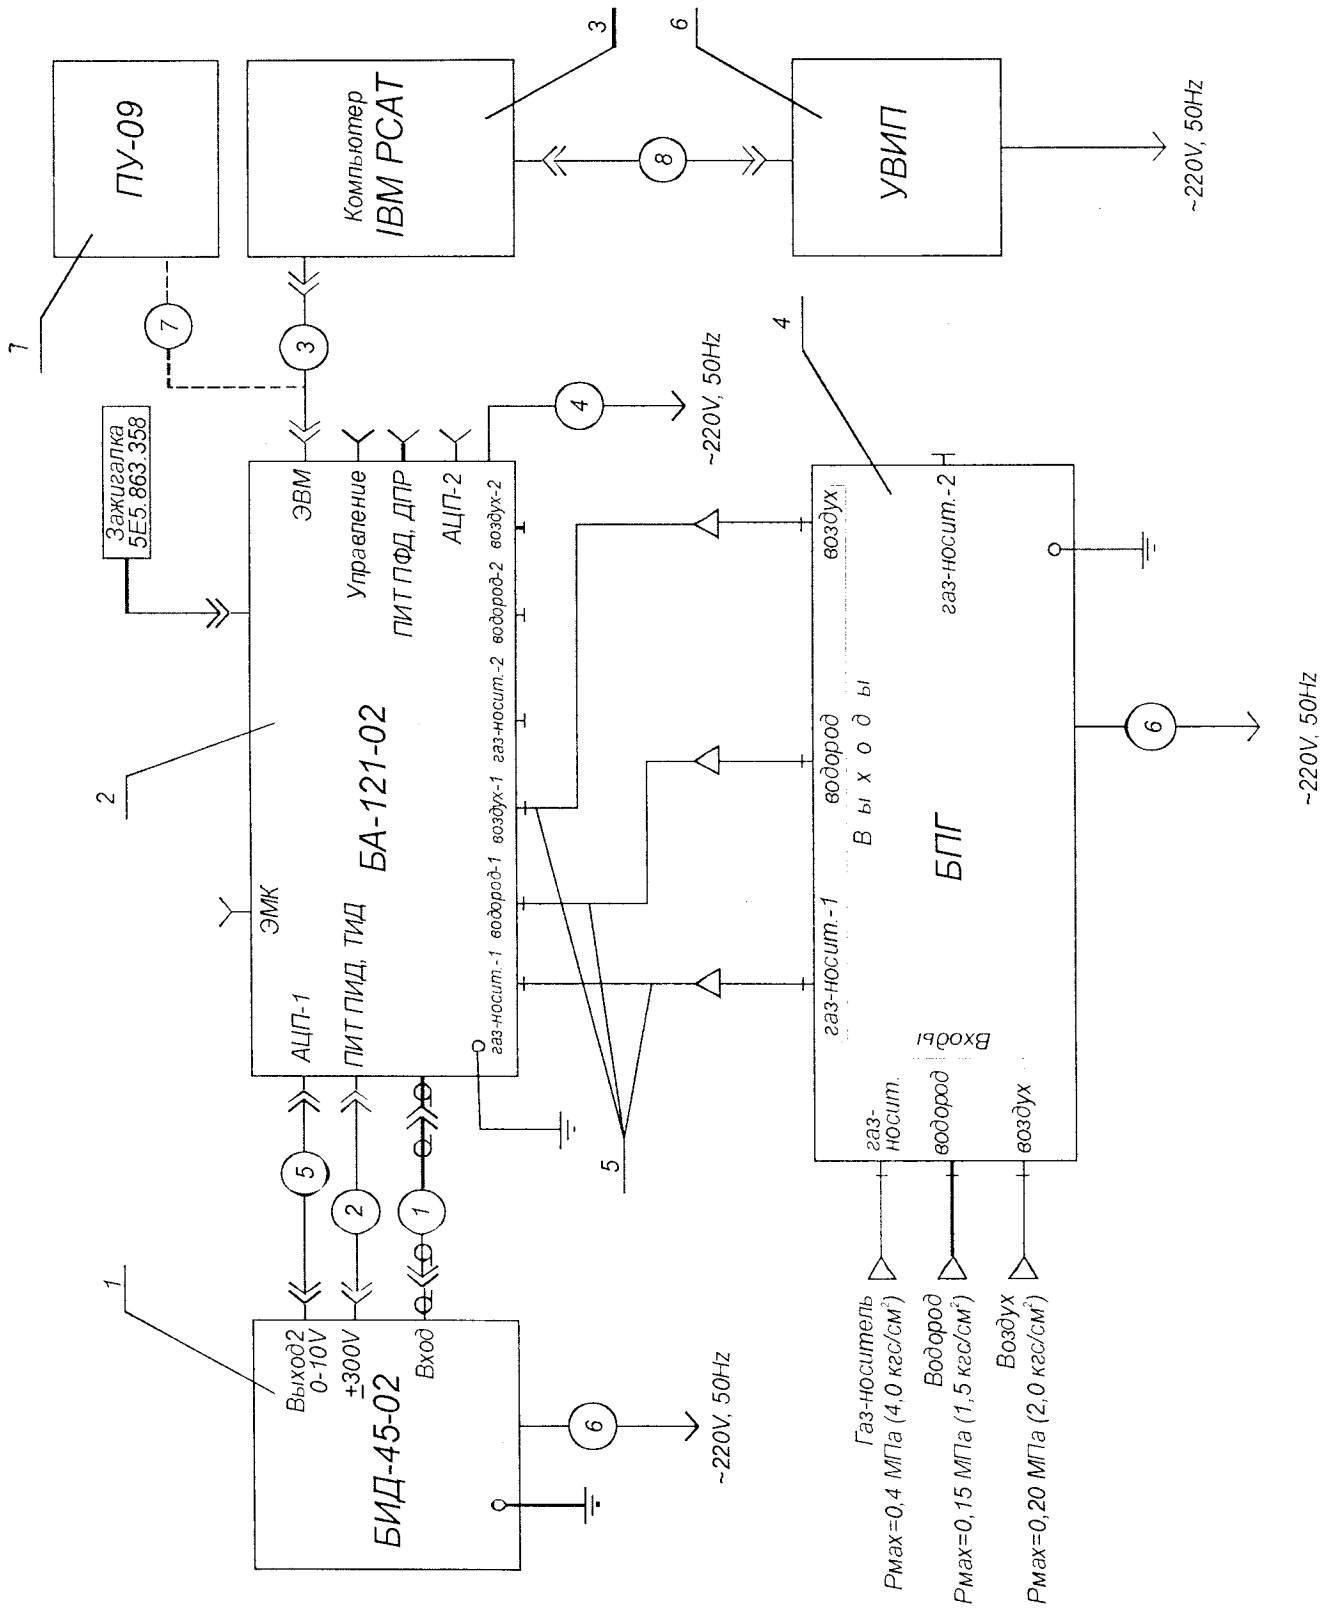 1
2
7
3
6
4
5
БИД-45-02
Выход2
0-10V
±300V
Вход
6
~220V, 50Hz
5
2
1
БА-121-02
АЦП-1
ПИТ ПИД, ТИД
ЭМК
ЭВМ
Управление
ПИТ ПФД, ДПР
АЦП-2
газ-носит.-1
водород-1
воздух-1
газ-носит.-2
водород-2
воздух-2
Зажигалка
5Е5.863.358
4
~220V, 50Hz
3
7
ПУ-09
Компьютер
IBM PCAT
8
УВИП
~220V, 50Hz
БПГ
газ-носит.-1
водород
воздух
Выходы
газ-носит.-2
Входы
газ-
носит.
водород
воздух
6
~220V, 50Hz
Газ-носитель
Рмах=0,4 МПа (4,0 кгс/см²)
Водород
Рмах=0,15 МПа (1,5 кгс/см²)
Воздух
Рмах=0,20 МПа (2,0 кгс/см²)